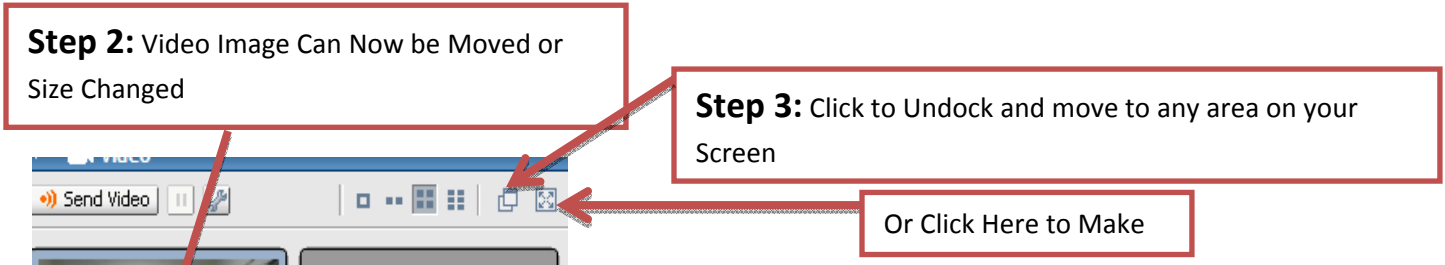 Step 2: Video Image Can Now be Moved or
Size Changed
Step 3: Click to Undock and move to any area on your
Screen
Video
Send Video
Or Click Here to Make